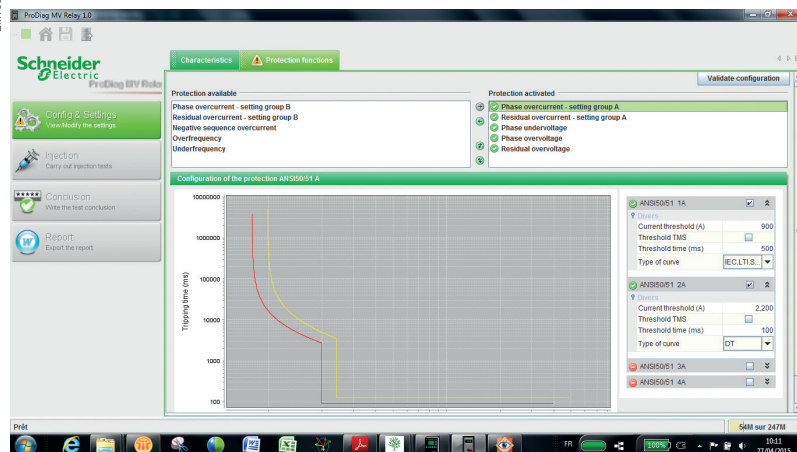 ProDiag MV Relay 1.0
Schneider
Electric
ProDiag MV Rela
Characteristics
Protection functions
Validate configuration
Config & Settings
View/Modify the settings
Injection
Carry out injection tests
Conclusion
Write the test conclusion
Report
Export the report
Protection available
Phase overcurrent - setting group B
Residual overcurrent - setting group B
Negative sequence overcurrent
Overfrequency
Underfrequency
Protection activated
Phase overcurrent - setting group A
Residual overcurrent - setting group A
Phase undervoltage
Phase overvoltage
Residual overvoltage
Configuration of the protection ANSI50/51 A
Tripping time (ms)
10000000
1000000
100000
10000
1000
100
ANSI50/51 1A
Divers
Current threshold (A) 900
Threshold TMS
Threshold time (ms) 500
Type of curve IEC.LTI.S...
ANSI50/51 2A
Divers
Current threshold (A) 2,200
Threshold TMS
Threshold time (ms) 100
Type of curve DT
ANSI50/51 3A
ANSI50/51 4A
Prêt
54M sur 247M
FR
100%
10:11
27/04/2015